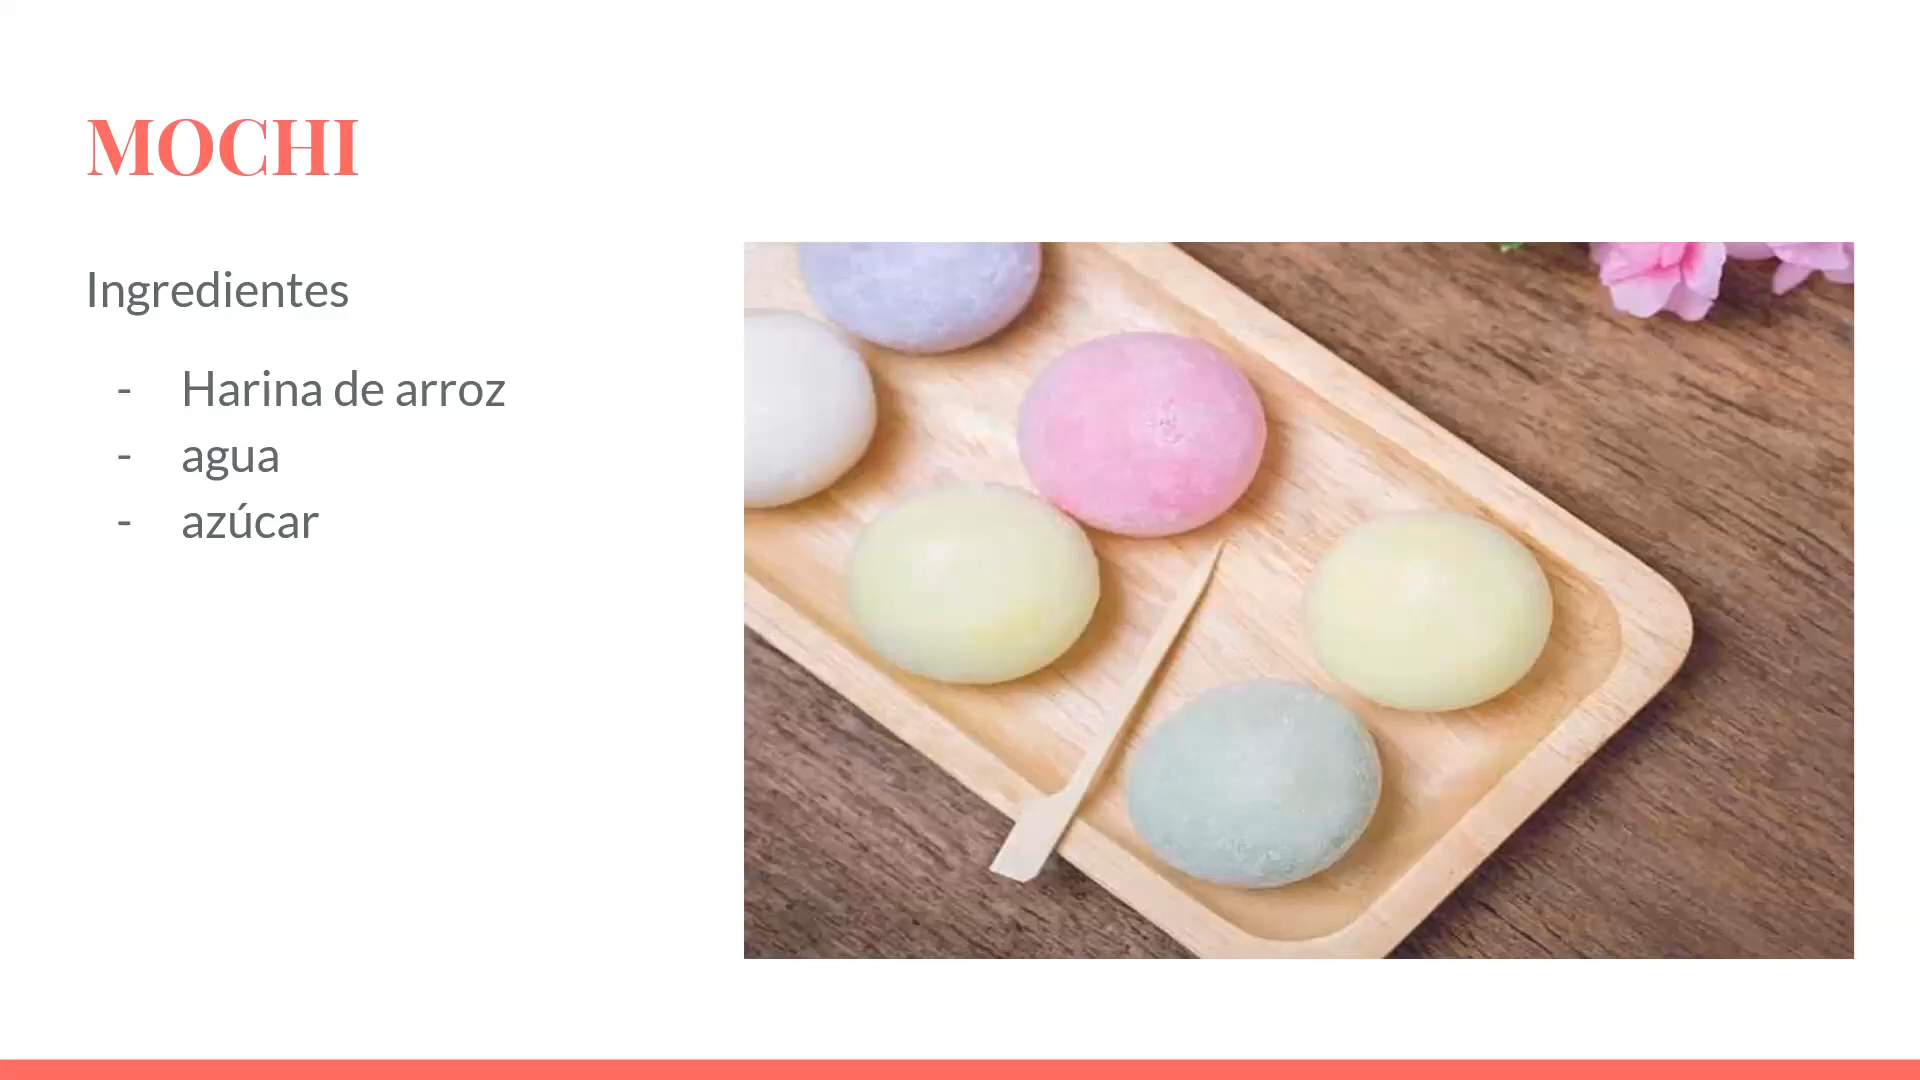 MOCHI
Ingredientes
- Harina de arroz
- agua
- azúcar